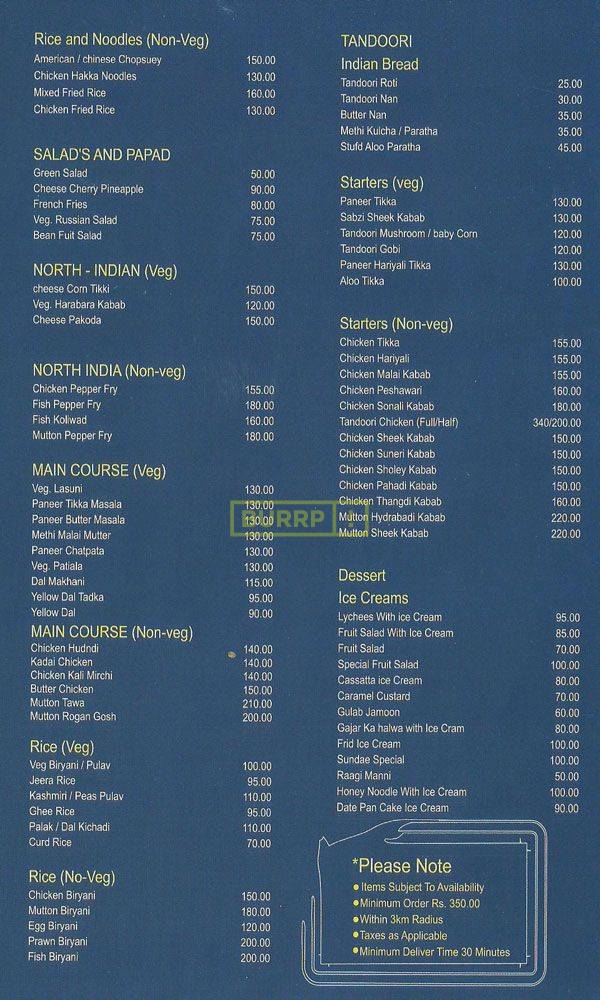 Rice and Noodles (Non-Veg)
American / chinese Chopsuey 150.00
Chicken Hakka Noodles 130.00
Mixed Fried Rice 160.00
Chicken Fried Rice 130.00
SALAD'S AND PAPAD
Green Salad 50.00
Cheese Cherry Pineapple 90.00
French Fries 80.00
Veg. Russian Salad 75.00
Bean Fuit Salad 75.00
NORTH - INDIAN (Veg)
cheese Corn Tikki 150.00
Veg. Harabara Kabab 120.00
Cheese Pakoda 150.00
NORTH INDIA (Non-veg)
Chicken Pepper Fry 155.00
Fish Pepper Fry 180.00
Fish Koliwad 160.00
Mutton Pepper Fry 180.00
MAIN COURSE (Veg)
Veg. Lasuni 130.00
Paneer Tikka Masala 130.00
Paneer Butter Masala 130.00
Methi Malai Mutter 130.00
Paneer Chatpata 130.00
Veg. Patiala 130.00
Dal Makhani 115.00
Yellow Dal Tadka 95.00
Yellow Dal 90.00
MAIN COURSE (Non-veg)
Chicken Hudndi 140.00
Kadai Chicken 140.00
Chicken Kali Mirchi 140.00
Butter Chicken 150.00
Mutton Tawa 210.00
Mutton Rogan Gosh 200.00
Rice (Veg)
Veg Biryani / Pulav 100.00
Jeera Rice 95.00
Kashmiri / Peas Pulav 110.00
Ghee Rice 95.00
Palak / Dal Kichadi 110.00
Curd Rice 70.00
Rice (No-Veg)
Chicken Biryani 150.00
Mutton Biryani 180.00
Egg Biryani 120.00
Prawn Biryani 200.00
Fish Biryani 200.00
TANDOORI
Indian Bread
Tandoori Roti 25.00
Tandoori Nan 30.00
Butter Nan 35.00
Methi Kulcha / Paratha 35.00
Stufd Aloo Paratha 45.00
Starters (veg)
Paneer Tikka 130.00
Sabzi Sheek Kabab 130.00
Tandoori Mushroom / baby Corn 120.00
Tandoori Gobi 120.00
Paneer Hariyali Tikka 130.00
Aloo Tikka 100.00
Starters (Non-veg)
Chicken Tikka 155.00
Chicken Hariyali 155.00
Chicken Malai Kabab 155.00
Chicken Peshawari 160.00
Chicken Sonali Kabab 180.00
Tandoori Chicken (Full/Half) 340/200.00
Chicken Sheek Kabab 150.00
Chicken Suneri Kabab 150.00
Chicken Sholey Kabab 150.00
Chicken Pahadi Kabab 150.00
Chicken Thangdi Kabab 160.00
Mutton Hydrabadi Kabab 220.00
Mutton Sheek Kabab 220.00
BURRP!
Dessert
Ice Creams
Lychees With ice Cream 95.00
Fruit Salad With Ice Cream 85.00
Fruit Salad 70.00
Special Fruit Salad 100.00
Cassatta ice Cream 80.00
Caramel Custard 70.00
Gulab Jamoon 60.00
Gajar Ka halwa with Ice Cram 80.00
Frid Ice Cream 100.00
Sundae Special 100.00
Raagi Manni 50.00
Honey Noodle With Ice Cream 100.00
Date Pan Cake Ice Cream 90.00
*Please Note
● Items Subject To Availability
● Minimum Order Rs. 350.00
● Within 3km Radius
● Taxes as Applicable
● Minimum Deliver Time 30 Minutes